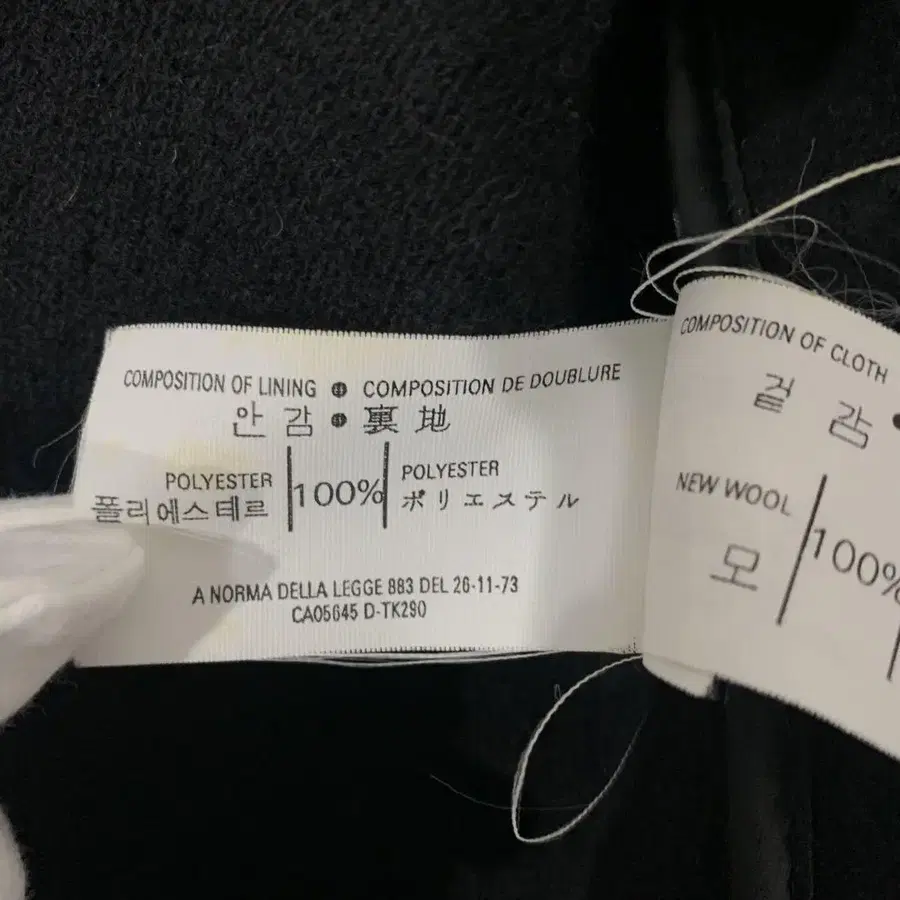 COMPOSITION OF LINING ● COMPOSITION DE DOUBLURE
안 감 ● 裏 地
POLYESTER 100% POLYESTER
폴리에스테르 ポリエステル
A NORMA DELLA LEGGE 883 DEL 26-11-73
CA05645 D-TK290
COMPOSITION OF CLOTH
겉 감
NEW WOOL 100%
모